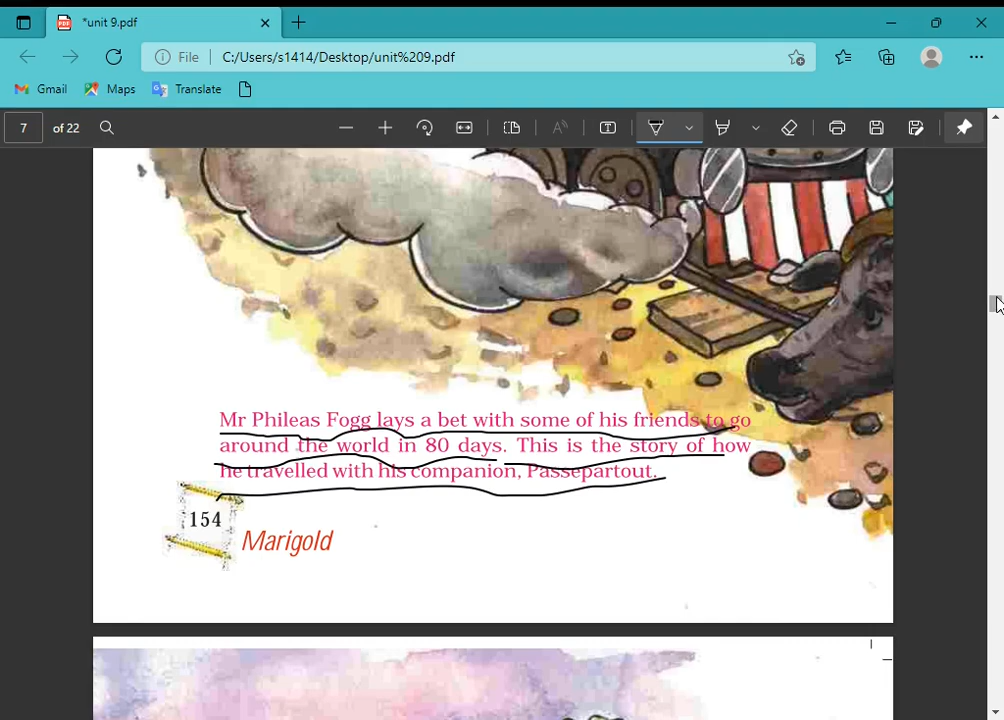 *unit 9.pdf
File
C:/Users/s1414/Desktop/unit%209.pdf
Gmail
Maps
Translate
7 of 22
Mr Phileas Fogg lays a bet with some of his friends to go
around the world in 80 days. This is the story of how
he travelled with his companion, Passepartout.
154
Marigold